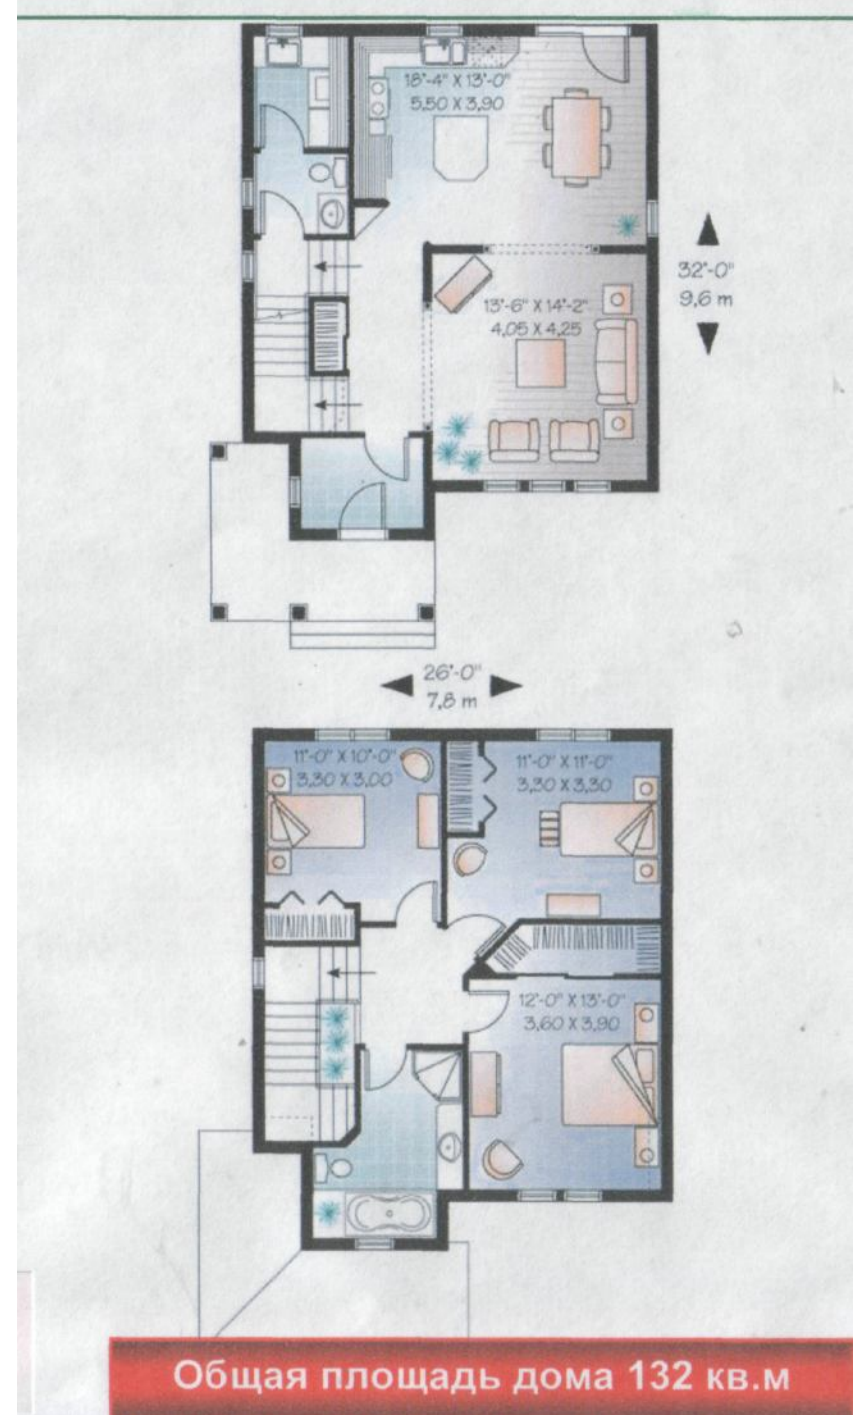 18'-4" X 13'-0"
5,50 X 3,90
32'-0"
9,6 m
13'-6" X 14'-2"
4,05 X 4,25
26'-0"
7,8 m
11'-0" X 10'-0"
3,30 X 3,00
11'-0" X 11'-0"
3,30 X 3,30
12'-0" X 13'-0"
3,60 X 3,90
Общая площадь дома 132 кв.м